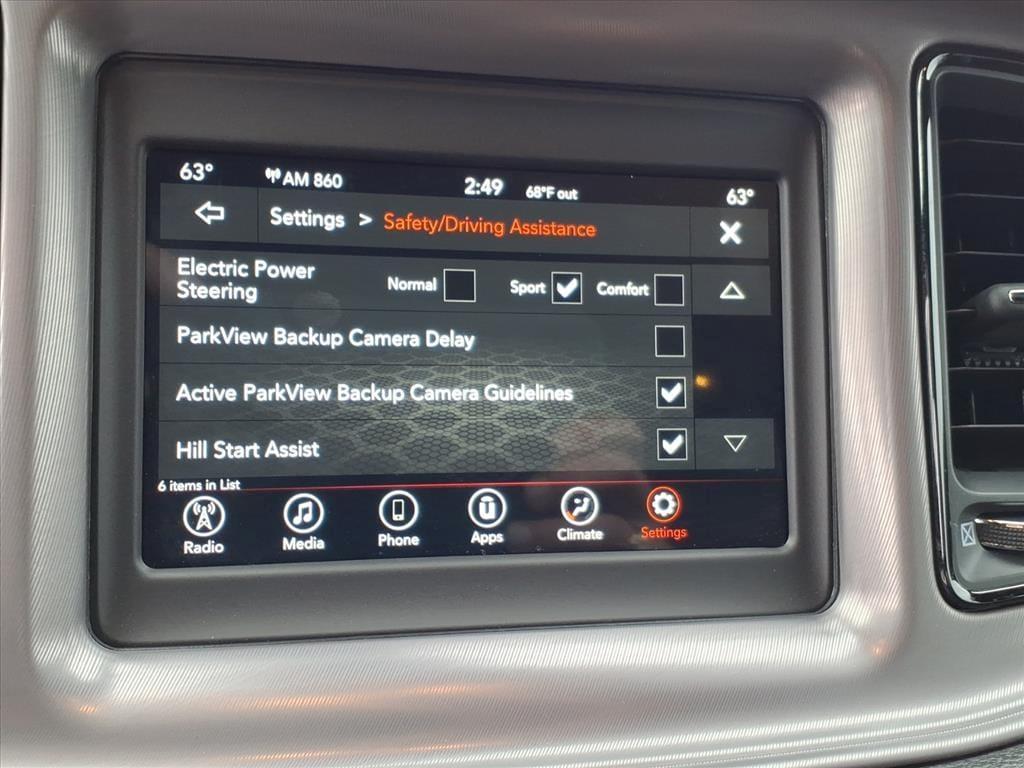 63°
AM 860
2:49
68°F out
63°
Settings > Safety/Driving Assistance
Electric Power
Steering
Normal
Sport
Comfort
ParkView Backup Camera Delay
Active ParkView Backup Camera Guidelines
Hill Start Assist
6 items in List
Radio
Media
Phone
Apps
Climate
Settings